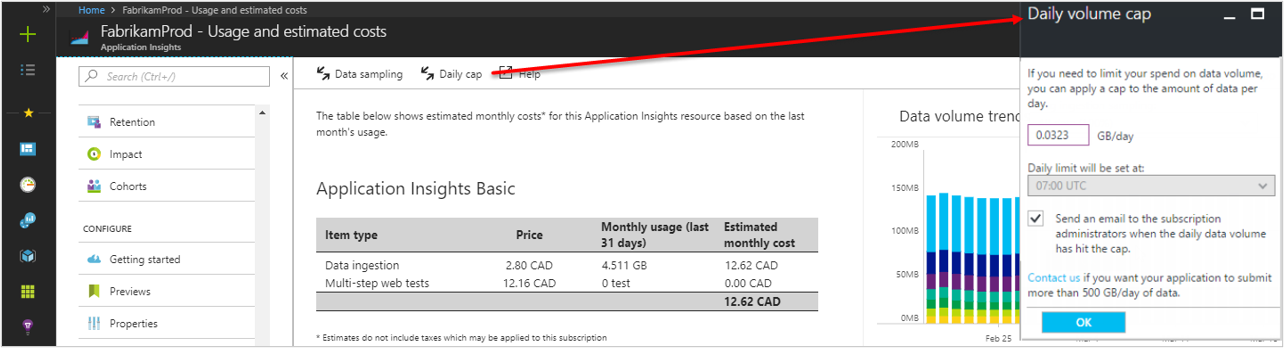 Home > FabrikamProd - Usage and estimated costs
FabrikamProd - Usage and estimated costs
Application Insights
Search (Ctrl+/)
Retention
Impact
Cohorts
CONFIGURE
Getting started
Previews
Properties
Data sampling
Daily cap
Help
The table below shows estimated monthly costs* for this Application Insights resource based on the last
month's usage.
Application Insights Basic
Item type Price Monthly usage (last Estimated
31 days) monthly cost
Data ingestion 2.80 CAD 4.511 GB 12.62 CAD
Multi-step web tests 12.16 CAD 0 test 0.00 CAD
12.62 CAD
* Estimates do not include taxes which may be applied to this subscription
Data volume trend
200MB
150MB
100MB
50MB
0MB
Feb 25
Daily volume cap
If you need to limit your spend on data volume,
you can apply a cap to the amount of data per
day.
0.0323 GB/day
Daily limit will be set at:
07:00 UTC
Send an email to the subscription
administrators when the daily data volume
has hit the cap.
Contact us if you want your application to submit
more than 500 GB/day of data.
OK